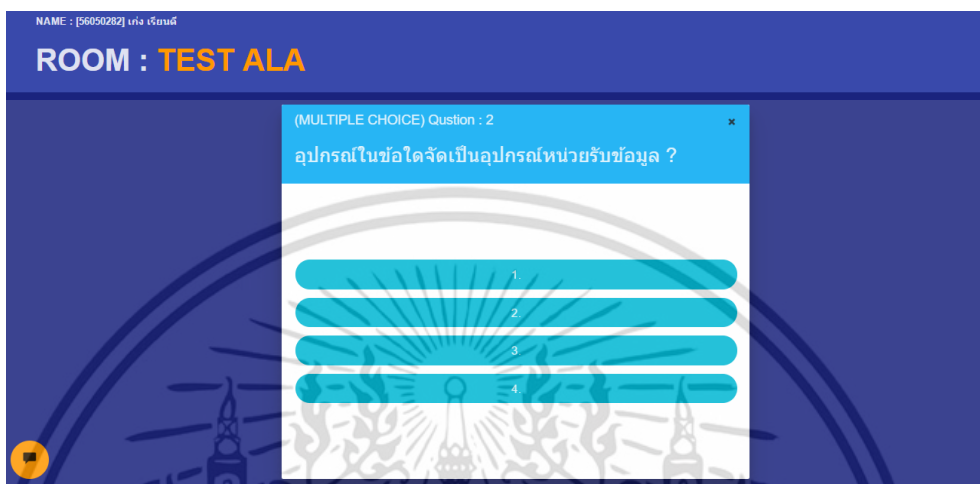 NAME : [56050282] เก่ง เรียนดี
ROOM : TEST ALA
(MULTIPLE CHOICE) Qustion : 2
×
อุปกรณ์ในข้อใดจัดเป็นอุปกรณ์หน่วยรับข้อมูล ?
1.
2.
3.
4.